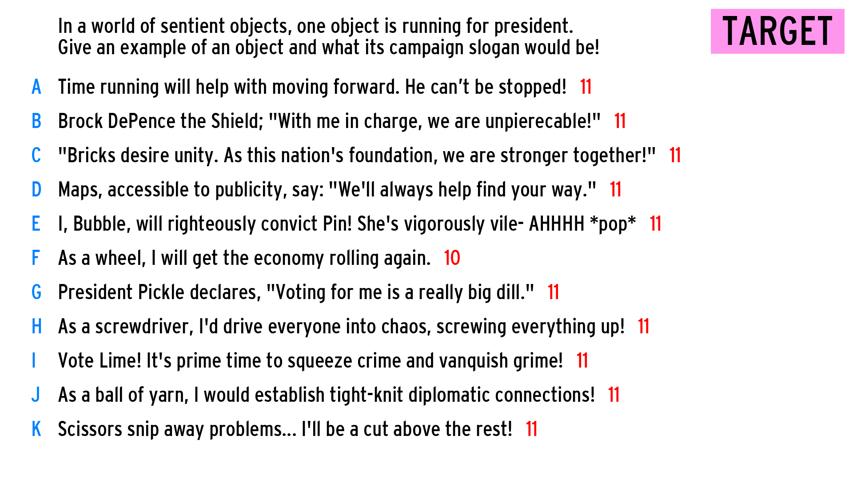 In a world of sentient objects, one object is running for president.
Give an example of an object and what its campaign slogan would be!
TARGET
A Time running will help with moving forward. He can't be stopped! 11
B Brock DePence the Shield; "With me in charge, we are unpierecable!" 11
C "Bricks desire unity. As this nation's foundation, we are stronger together!" 11
D Maps, accessible to publicity, say: "We'll always help find your way." 11
E I, Bubble, will righteously convict Pin! She's vigorously vile- AHHHH *pop* 11
F As a wheel, I will get the economy rolling again. 10
G President Pickle declares, "Voting for me is a really big dill." 11
H As a screwdriver, I'd drive everyone into chaos, screwing everything up! 11
I Vote Lime! It's prime time to squeeze crime and vanquish grime! 11
J As a ball of yarn, I would establish tight-knit diplomatic connections! 11
K Scissors snip away problems... I'll be a cut above the rest! 11